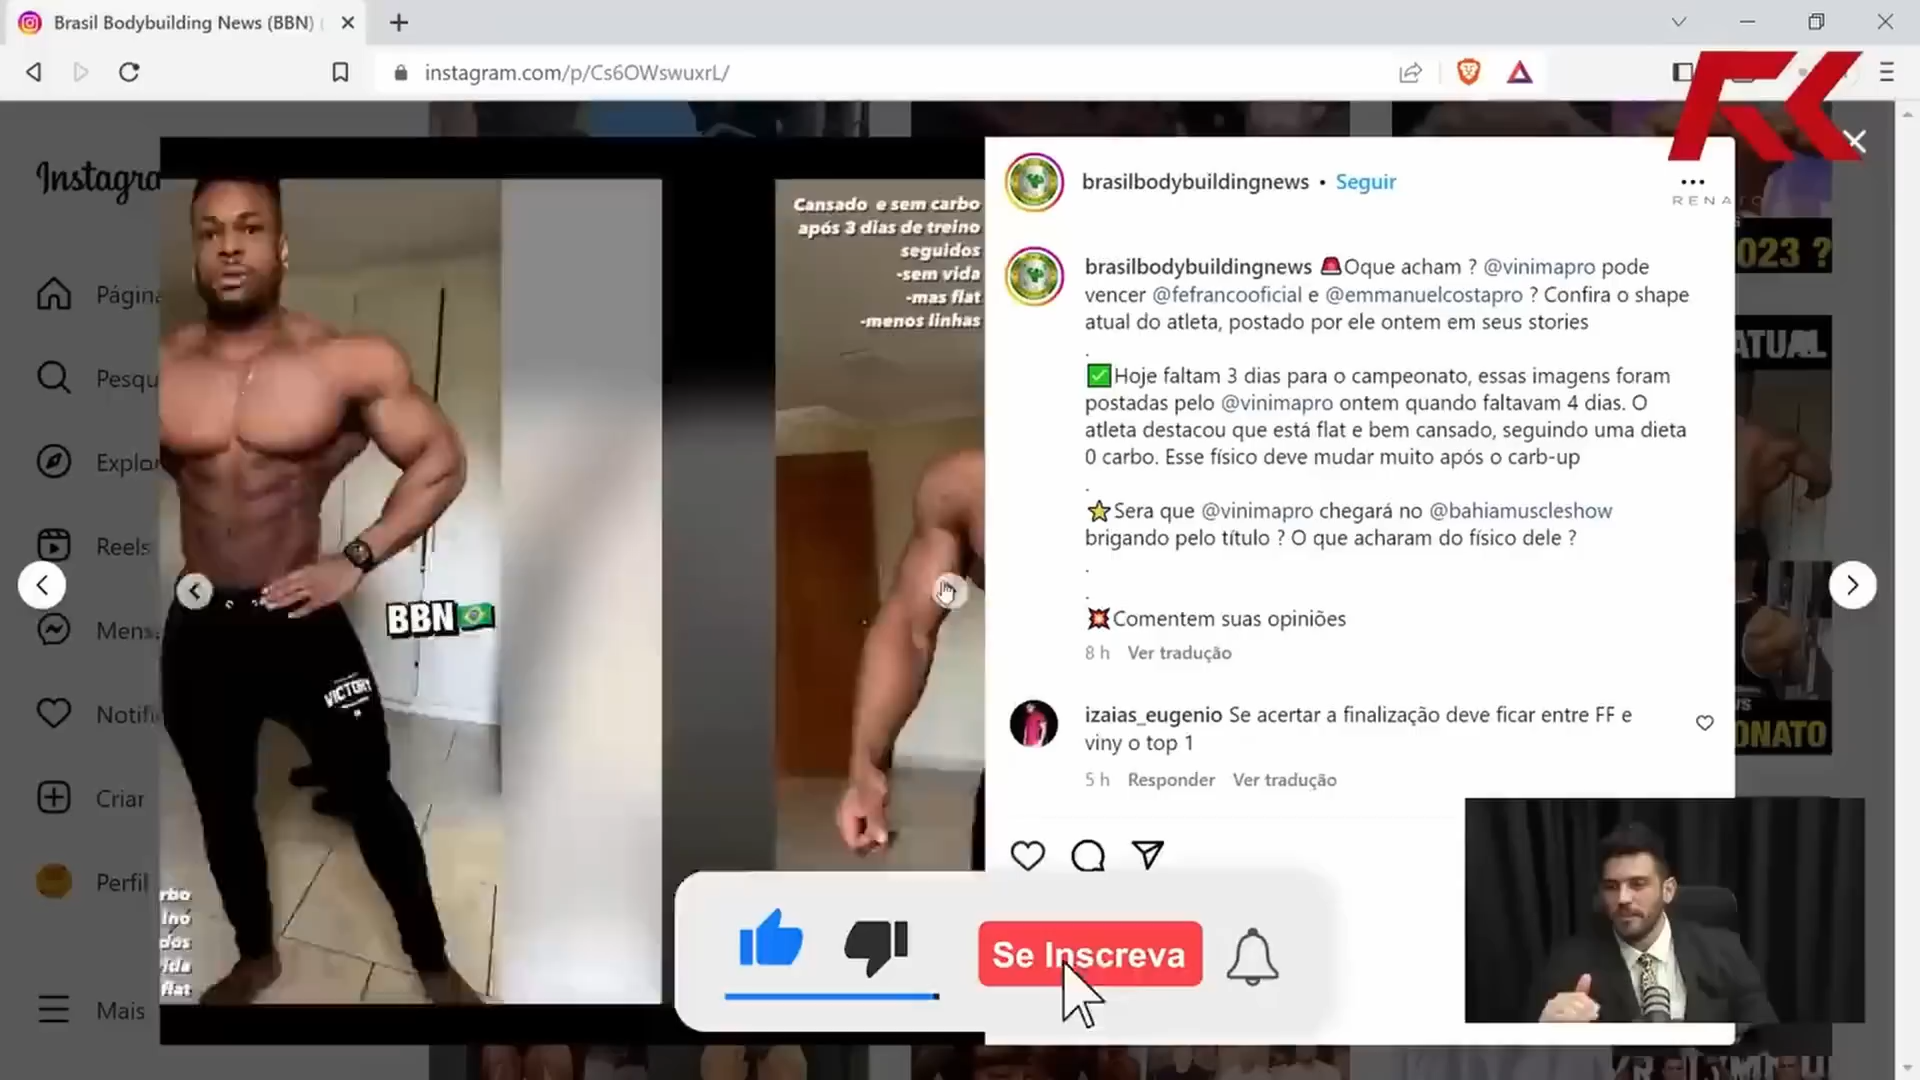 Brasil Bodybuilding News (BBN)
instagram.com/p/Cs6OWswuxrL/
RENA
Instagra
Página
Pesqu
Explo
Reels
Mens
Notifi
Criar
Perfil
Mais
Cansado e sem carbo
após 3 dias de treino
seguidos
-sem vida
-mas flat
-menos linhas
BBN
VICTORY
rbo
ino
dos
ida
flat
brasilbodybuildingnews • Seguir
brasilbodybuildingnews 🚨Oque acham ? @vinimapro pode
vencer @fefrancooficial e @emmanuelcostapro ? Confira o shape
atual do atleta, postado por ele ontem em seus stories
.
✅Hoje faltam 3 dias para o campeonato, essas imagens foram
postadas pelo @vinimapro ontem quando faltavam 4 dias. O
atleta destacou que está flat e bem cansado, seguindo uma dieta
0 carbo. Esse físico deve mudar muito após o carb-up
.
⭐Sera que @vinimapro chegará no @bahiamuscleshow
brigando pelo título ? O que acharam do físico dele ?
.
.
💥Comentem suas opiniões
8 h Ver tradução
izaias_eugenio Se acertar a finalização deve ficar entre FF e
viny o top 1
5 h Responder Ver tradução
Se Inscreva
2023 ?
ATUAL
VS
ONATO